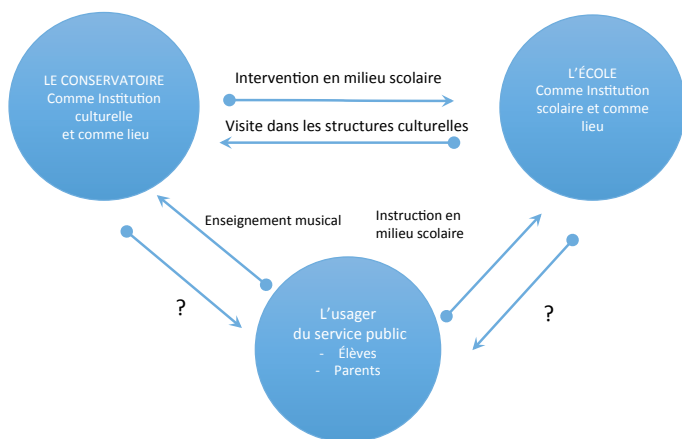 LE CONSERVATOIRE
Comme Institution
culturelle
et comme lieu
Intervention en milieu scolaire
Visite dans les structures culturelles
L’ÉCOLE
Comme Institution
scolaire et comme
lieu
Enseignement musical
Instruction en
milieu scolaire
?
?
L’usager
du service public
- Élèves
- Parents